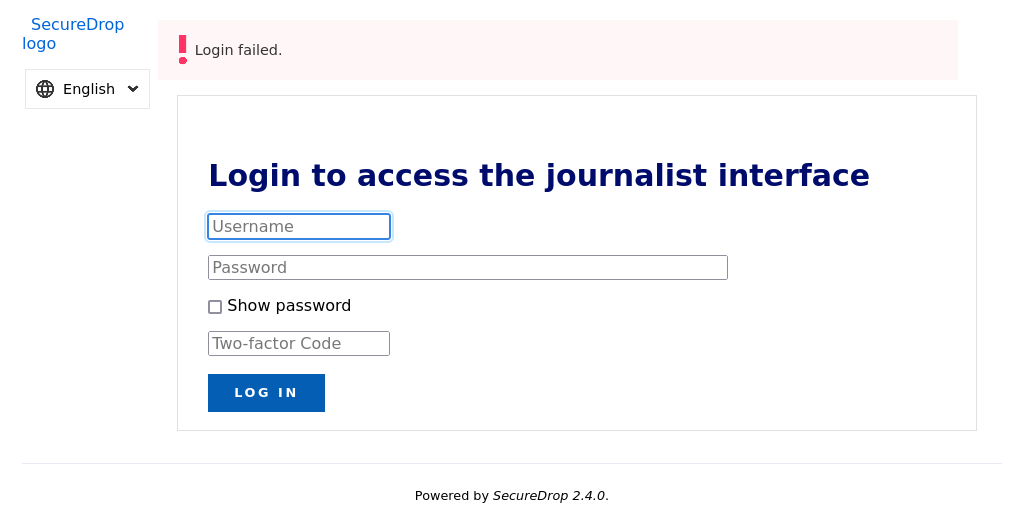 SecureDrop
logo
English
Login failed.
Login to access the journalist interface
Username
Password
Show password
Two-factor Code
LOG IN
Powered by SecureDrop 2.4.0.